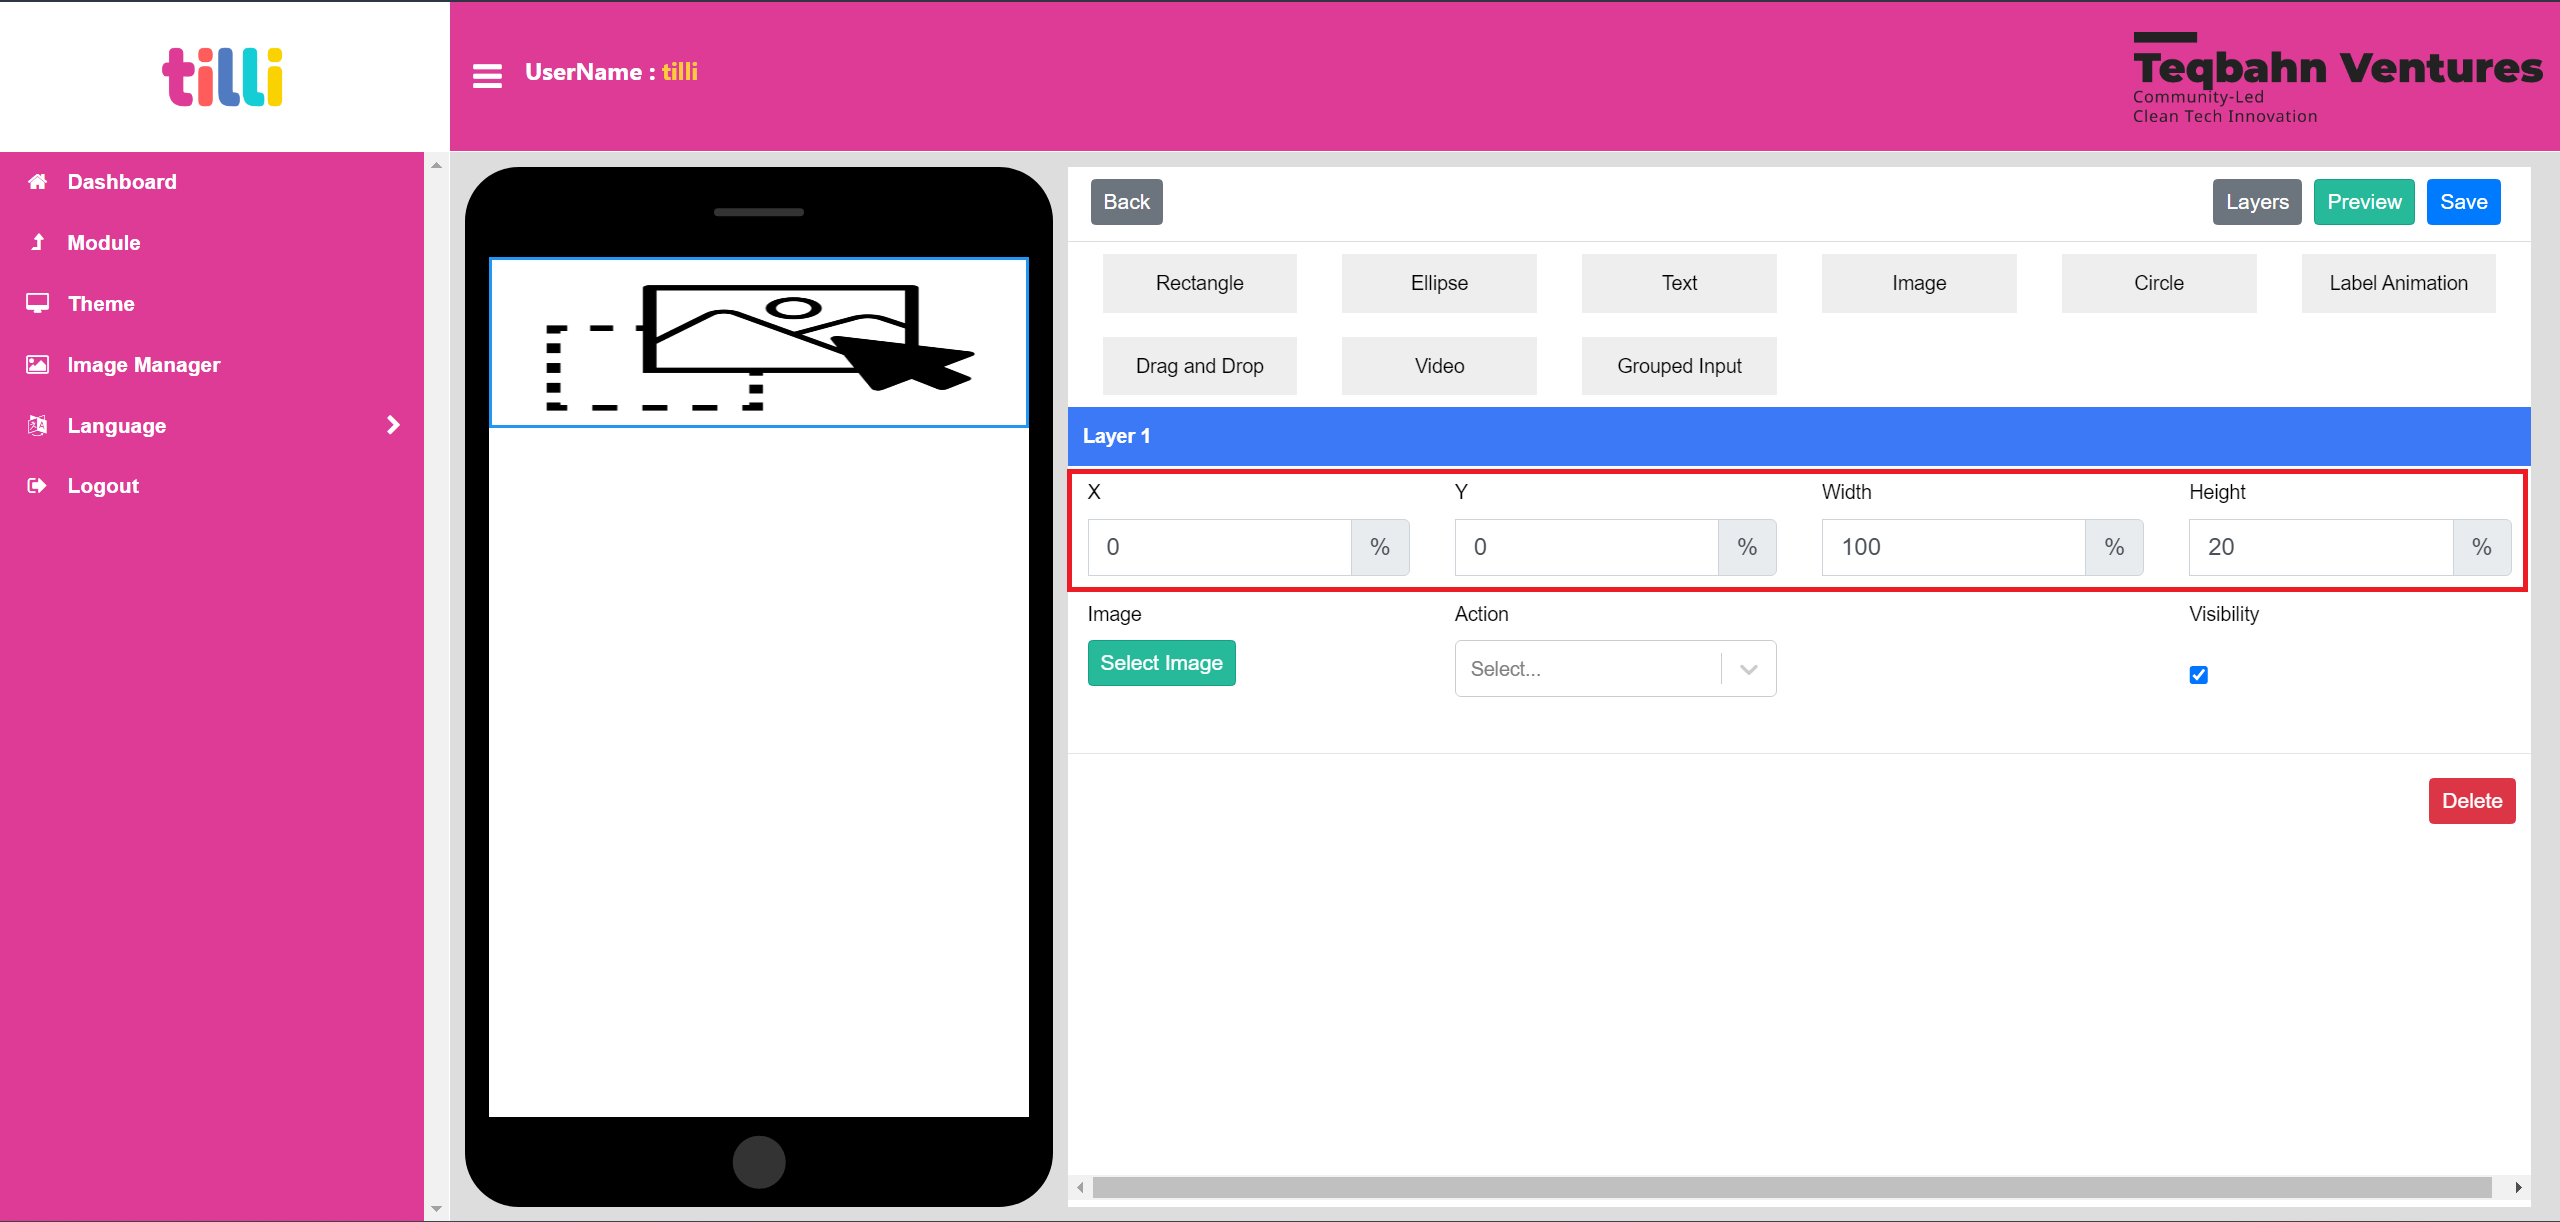 tilli
UserName : tilli
Teqbahn Ventures
Community-Led
Clean Tech Innovation
Dashboard
Module
Theme
Image Manager
Language
Logout
Back
Layers
Preview
Save
Rectangle
Ellipse
Text
Image
Circle
Label Animation
Drag and Drop
Video
Grouped Input
Layer 1
X
Y
Width
Height
0 %
0 %
100 %
20 %
Image
Action
Visibility
Select Image
Select...
Delete